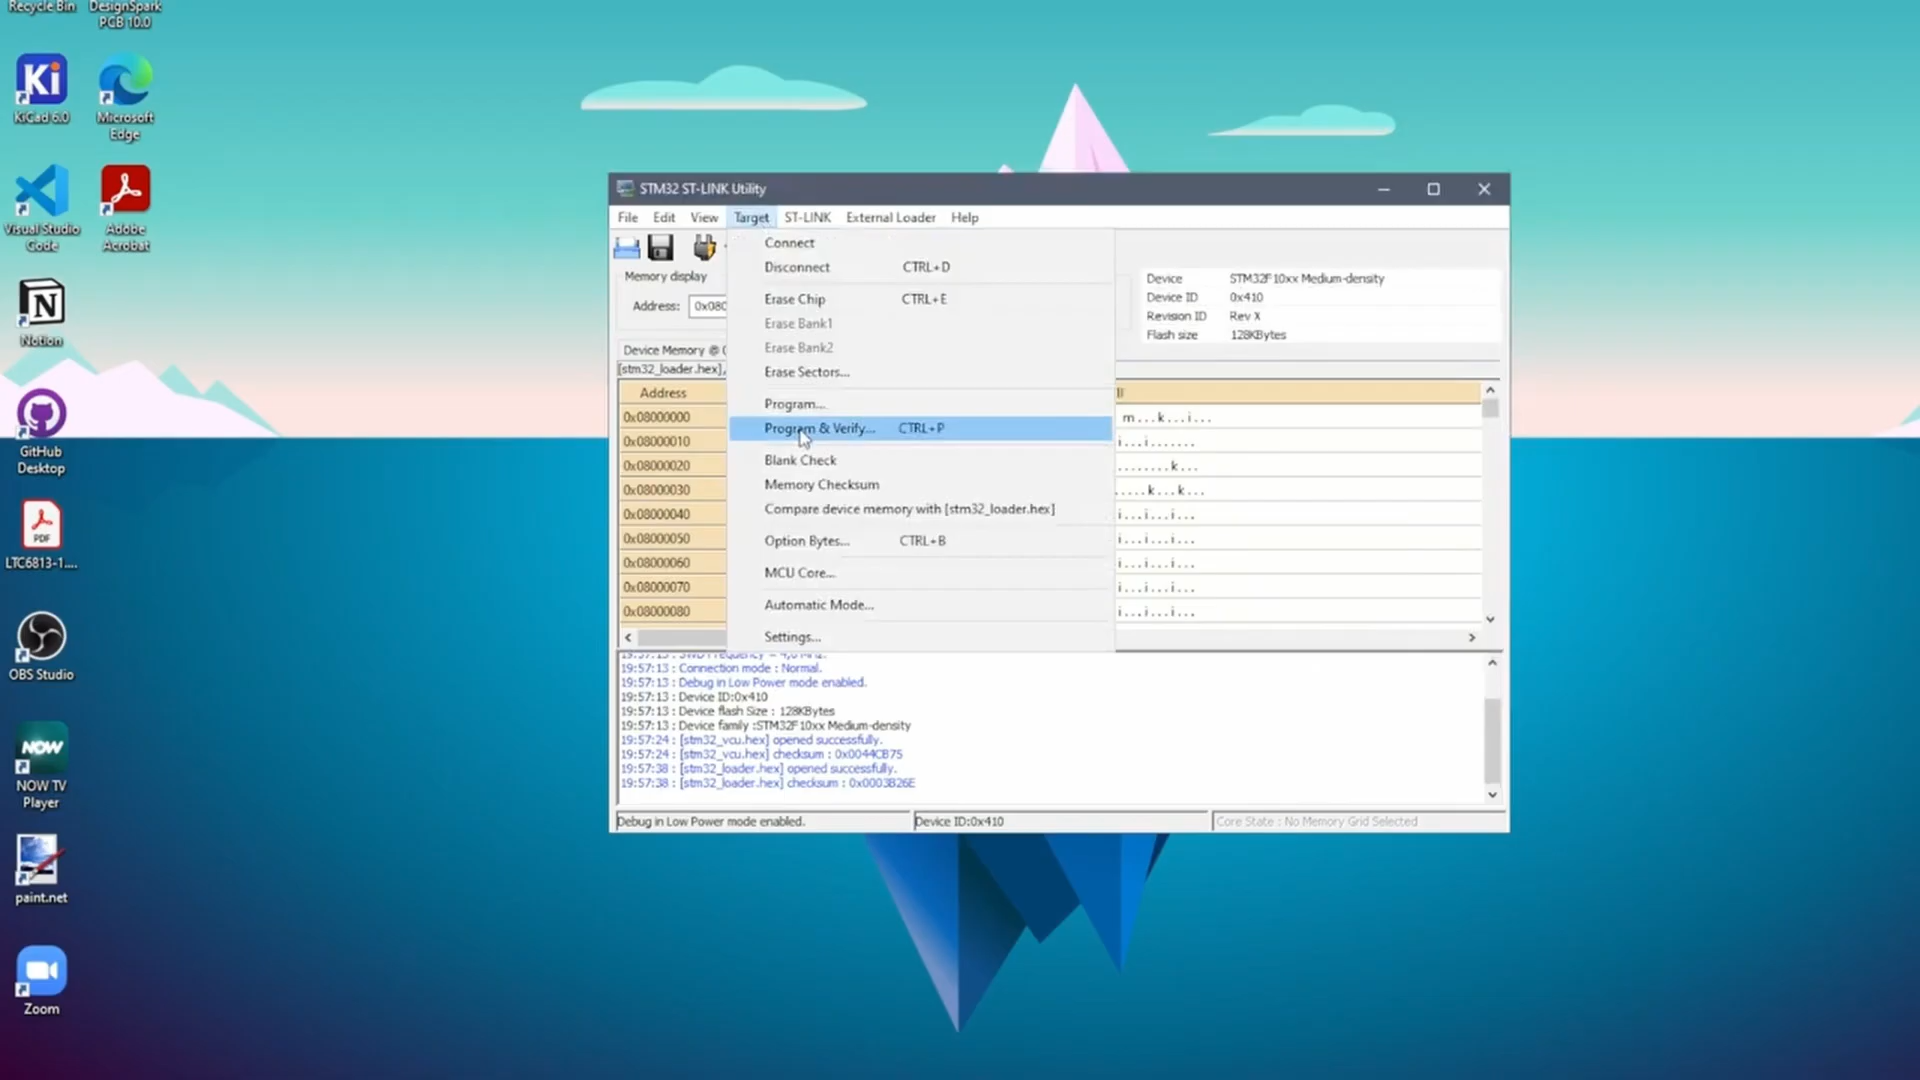 Recycle Bin
DesignSpark
PCB 10.0
KiCad 6.0
Microsoft
Edge
Visual Studio
Code
Adobe
Acrobat
Notion
GitHub
Desktop
PDF
LTC6813-1....
OBS Studio
NOW
NOW TV
Player
paint.net
Zoom
STM32 ST-LINK Utility
File Edit View Target ST-LINK External Loader Help
Memory display
Address: 0x080
Device STM32F10xx Medium-density
Device ID 0x410
Revision ID Rev X
Flash size 128KBytes
Device Memory @
[stm32_loader.hex],
Connect
Disconnect CTRL+D
Erase Chip CTRL+E
Erase Bank1
Erase Bank2
Erase Sectors...
Program...
Program & Verify... CTRL+P
Blank Check
Memory Checksum
Compare device memory with [stm32_loader.hex]
Option Bytes... CTRL+B
MCU Core...
Automatic Mode...
Settings...
Address
0x08000000 m...k...i...
0x08000010 i...i.......
0x08000020 ........k...
0x08000030 .....k...k...
0x08000040 i...i...i...
0x08000050 i...i...i...
0x08000060 i...i...i...
0x08000070 i...i...i...
0x08000080 i...i...i...
19:57:13 : Connection mode : Normal.
19:57:13 : Debug in Low Power mode enabled.
19:57:13 : Device ID:0x410
19:57:13 : Device flash Size : 128KBytes
19:57:13 : Device family :STM32F10xx Medium-density
19:57:24 : [stm32_vcu.hex] opened successfully.
19:57:24 : [stm32_vcu.hex] checksum : 0x0044CB75
19:57:38 : [stm32_loader.hex] opened successfully.
19:57:38 : [stm32_loader.hex] checksum : 0x0003B26E
Debug in Low Power mode enabled. Device ID:0x410 Core State : No Memory Grid Selected